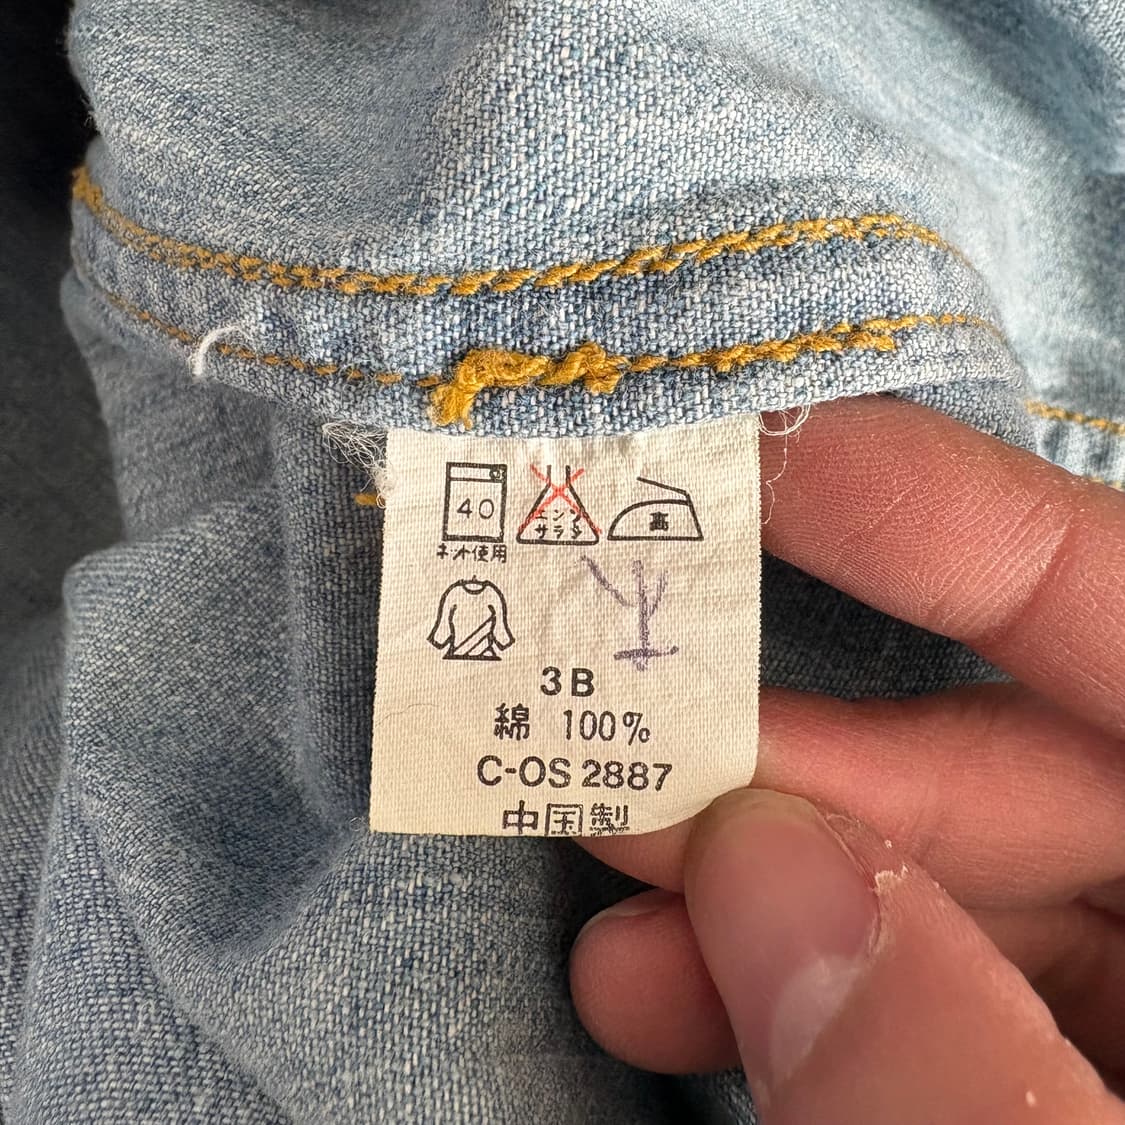 40
エンソ
サラシ
高
ネット使用
3B
綿 100%
C-OS 2887
中国製